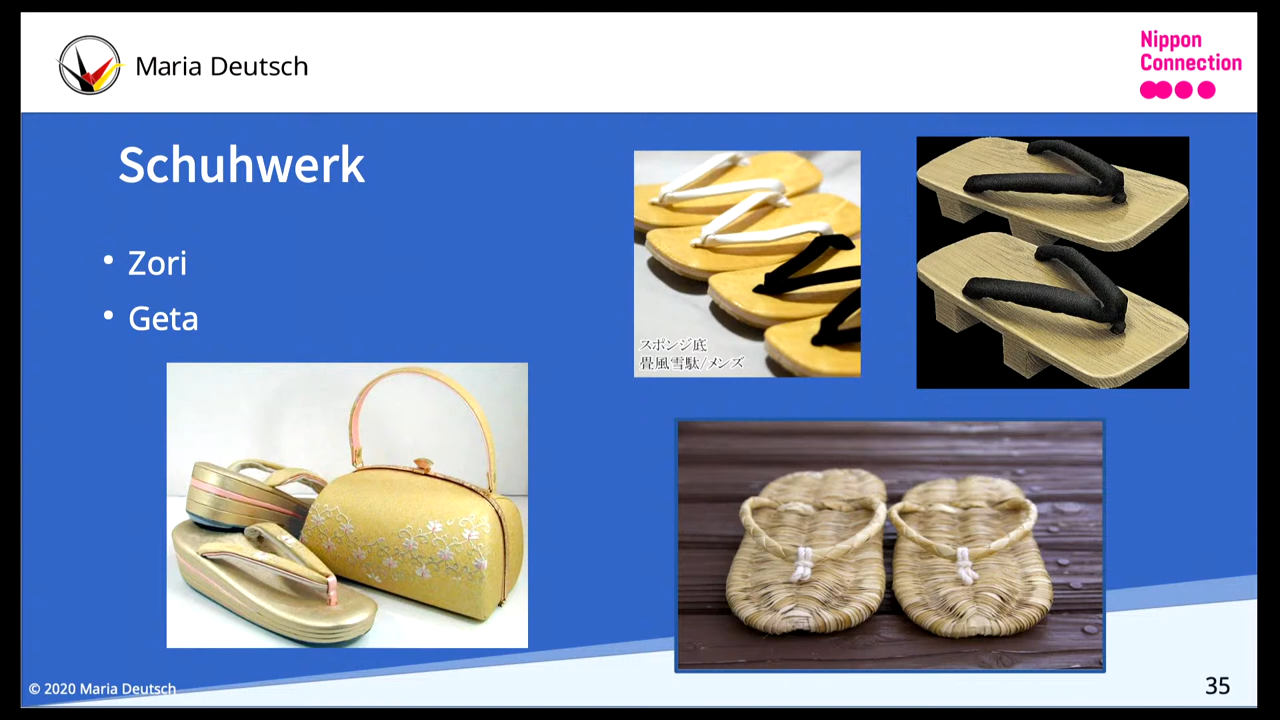 Maria Deutsch
Nippon
Connection
Schuhwerk
• Zori
• Geta
スポンジ底
畳風雪駄/メンズ
© 2020 Maria Deutsch
35